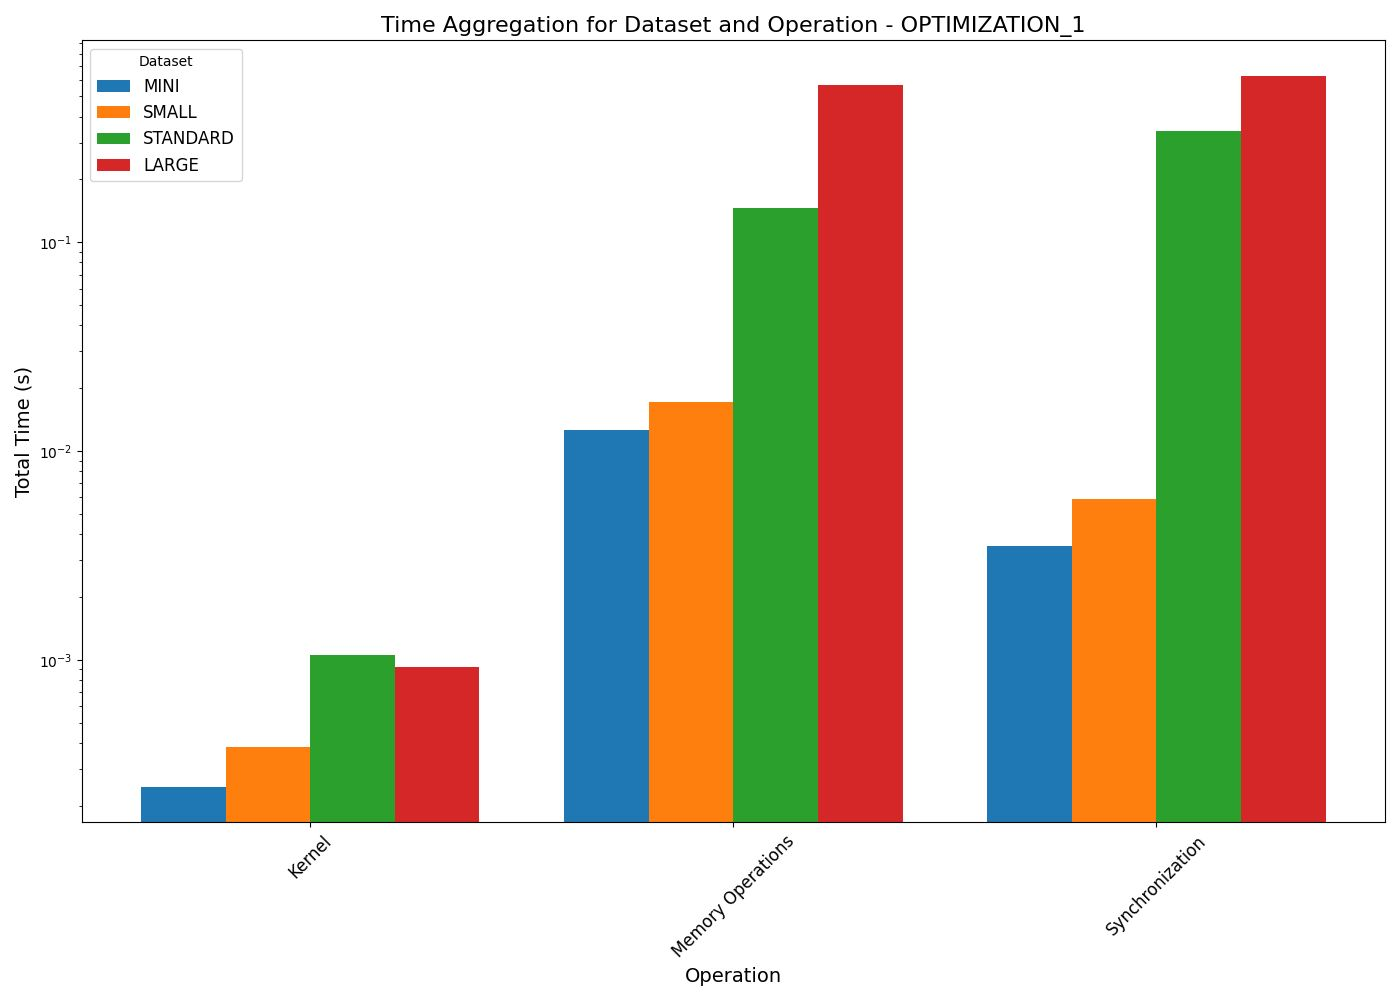 Time Aggregation for Dataset and Operation - OPTIMIZATION_1
Dataset
MINI
SMALL
STANDARD
LARGE
Total Time (s)
10⁻¹
10⁻²
10⁻³
Kernel
Memory Operations
Synchronization
Operation